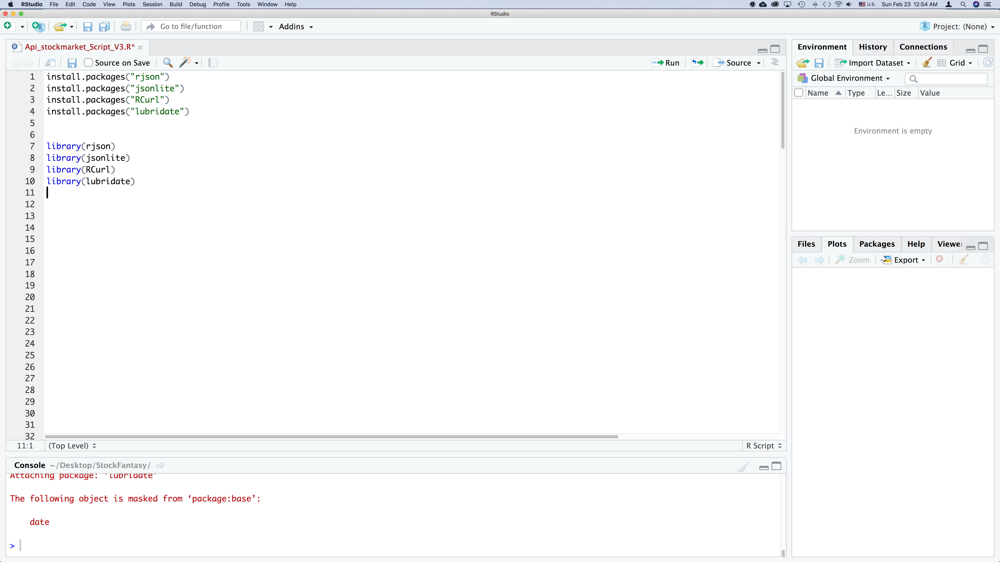 RStudio File Edit Code View Plots Session Build Debug Profile Tools Window Help U.S. Sun Feb 23 12:54 AM
RStudio
Go to file/function Addins Project: (None)
Api_stockmarket_Script_V3.R*
Source on Save Run Source
1 install.packages("rjson")
2 install.packages("jsonlite")
3 install.packages("RCurl")
4 install.packages("lubridate")
5
6
7 library(rjson)
8 library(jsonlite)
9 library(RCurl)
10 library(lubridate)
11
12
13
14
15
16
17
18
19
20
21
22
23
24
25
26
27
28
29
30
31
32
11:1 (Top Level) R Script
Console ~/Desktop/StockFantasy/
Attaching package: ‘lubridate’
The following object is masked from ‘package:base’:
date
>
Environment History Connections
Import Dataset Grid
Global Environment
Name Type Le... Size Value
Environment is empty
Files Plots Packages Help Viewer
Zoom Export